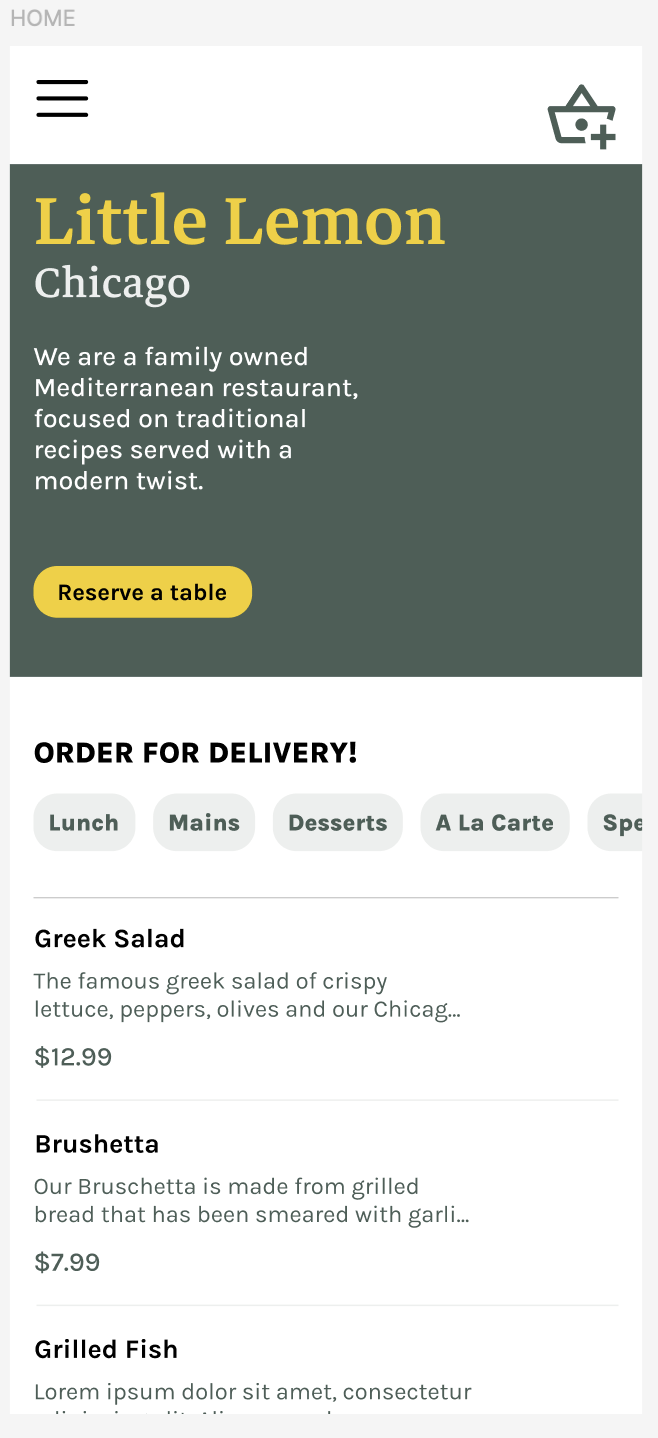 HOME
Little Lemon
Chicago
We are a family owned
Mediterranean restaurant,
focused on traditional
recipes served with a
modern twist.
Reserve a table
ORDER FOR DELIVERY!
Lunch Mains Desserts A La Carte Spe
Greek Salad
The famous greek salad of crispy
lettuce, peppers, olives and our Chicag...
$12.99
Brushetta
Our Bruschetta is made from grilled
bread that has been smeared with garli...
$7.99
Grilled Fish
Lorem ipsum dolor sit amet, consectetur